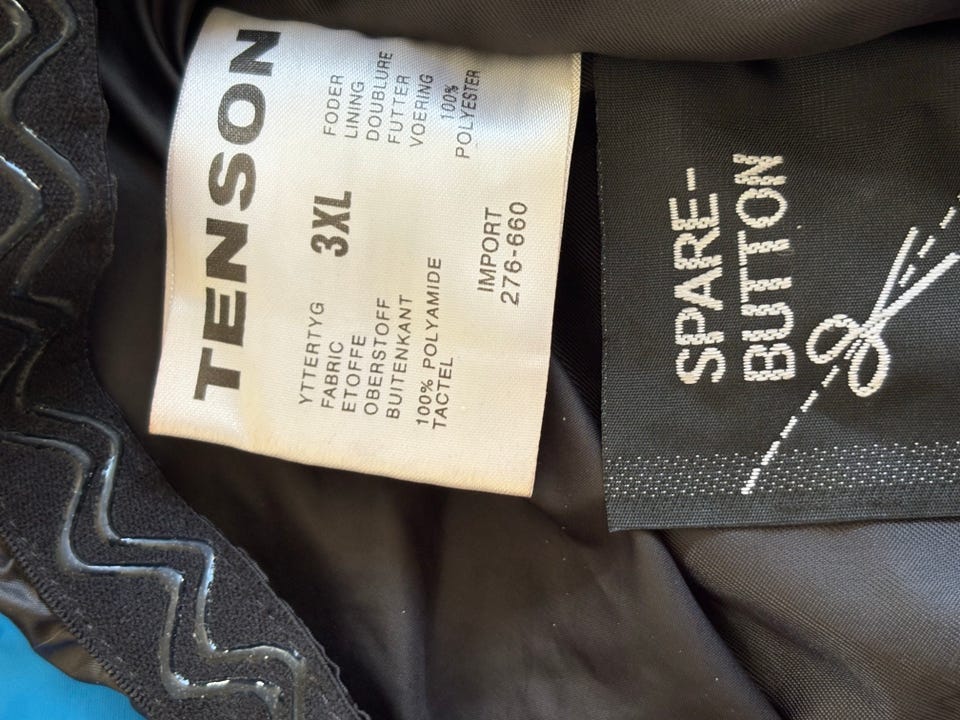 TENSON
3XL
YTTERTYG
FABRIC
ETOFFE
OBERSTOFF
BUITENKANT
100% POLYAMIDE
TACTEL
FODER
LINING
DOUBLURE
FUTTER
VOERING
100%
POLYESTER
IMPORT
276-660
SPARE-
BUTTON